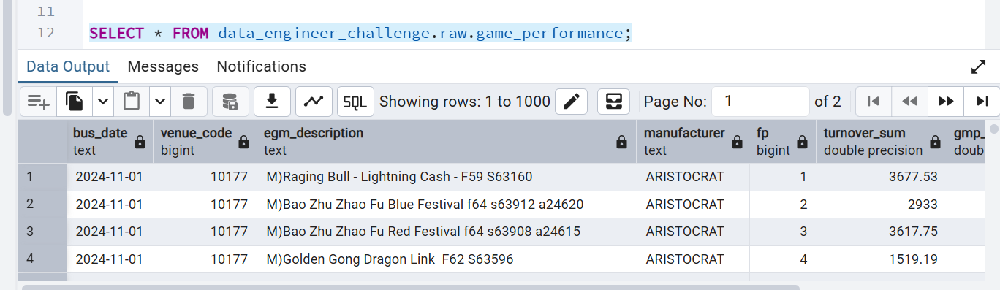 11
12 SELECT * FROM data_engineer_challenge.raw.game_performance;
Data Output Messages Notifications
SQL Showing rows: 1 to 1000 Page No: 1 of 2
bus_date venue_code egm_description manufacturer fp turnover_sum gmp_
text bigint text text bigint double precision doubl
1 2024-11-01 10177 M)Raging Bull - Lightning Cash - F59 S63160 ARISTOCRAT 1 3677.53
2 2024-11-01 10177 M)Bao Zhu Zhao Fu Blue Festival f64 s63912 a24620 ARISTOCRAT 2 2933
3 2024-11-01 10177 M)Bao Zhu Zhao Fu Red Festival f64 s63908 a24615 ARISTOCRAT 3 3617.75
4 2024-11-01 10177 M)Golden Gong Dragon Link  F62 S63596 ARISTOCRAT 4 1519.19